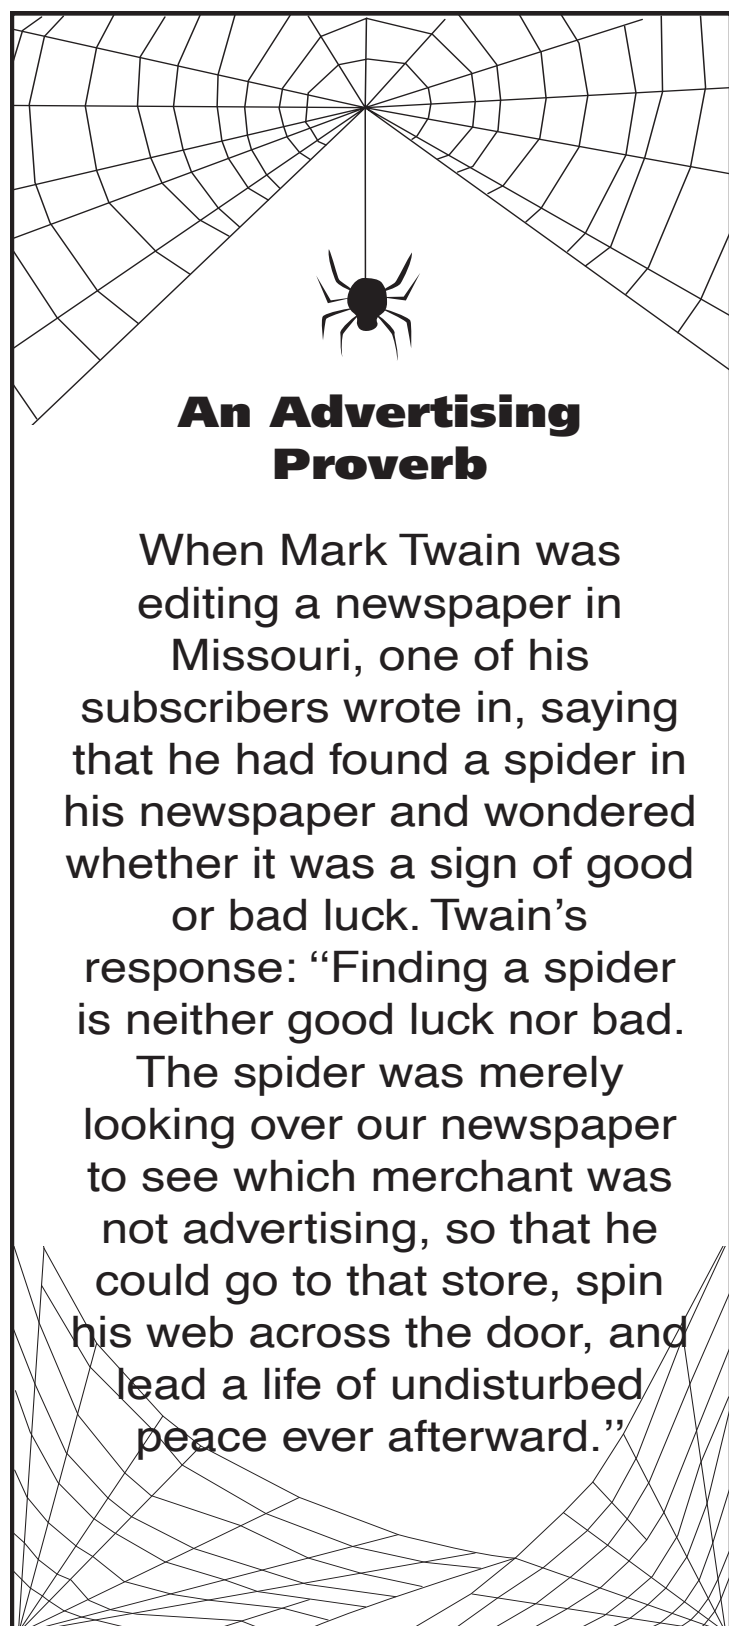 An Advertising
Proverb
When Mark Twain was
editing a newspaper in
Missouri, one of his
subscribers wrote in, saying
that he had found a spider in
his newspaper and wondered
whether it was a sign of good
or bad luck. Twain’s
response: “Finding a spider
is neither good luck nor bad.
The spider was merely
looking over our newspaper
to see which merchant was
not advertising, so that he
could go to that store, spin
his web across the door, and
lead a life of undisturbed
peace ever afterward.”